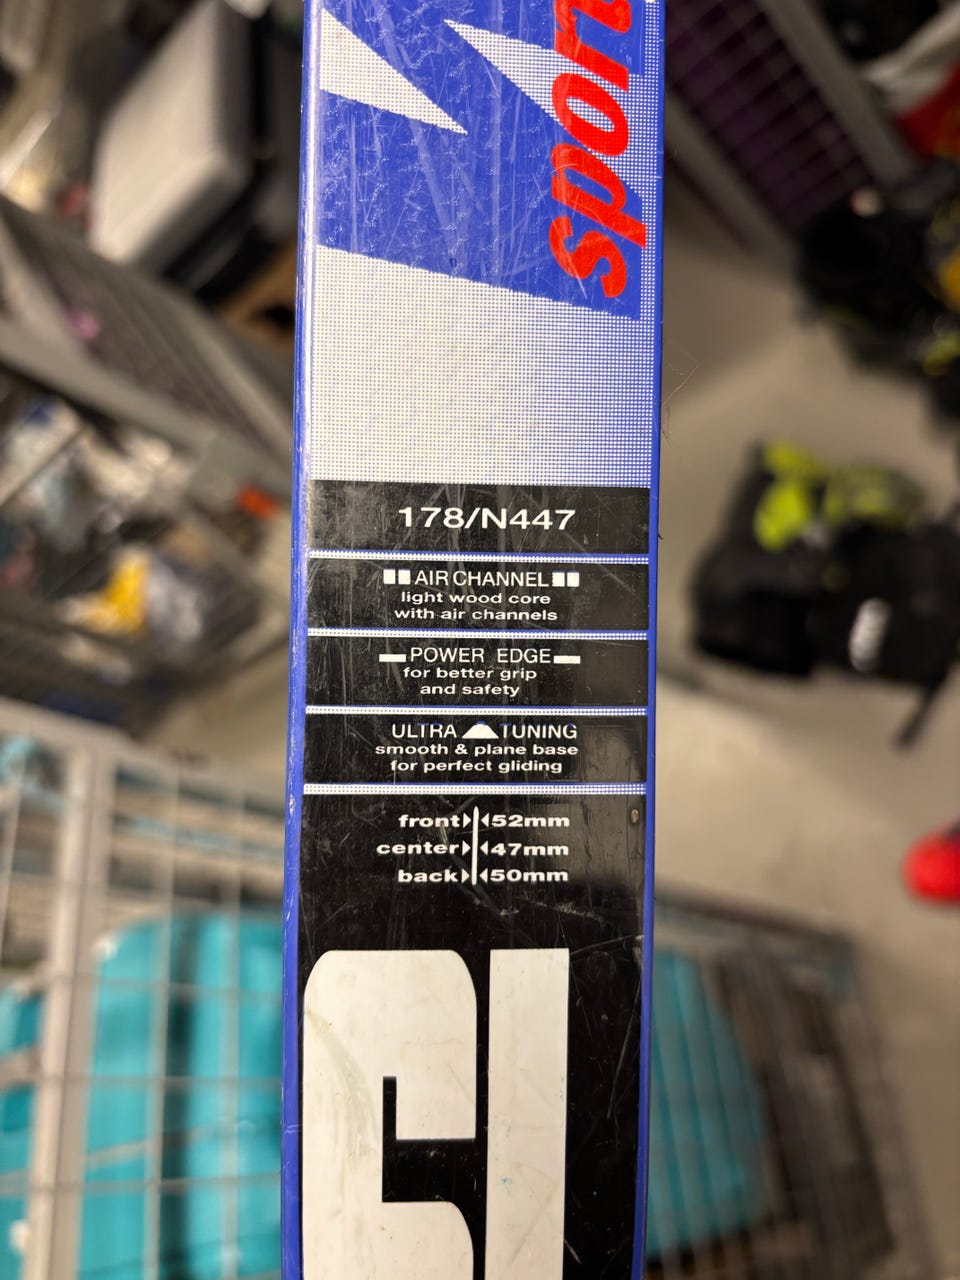 sport
178/N447
AIR CHANNEL
light wood core
with air channels
POWER EDGE
for better grip
and safety
ULTRA TUNING
smooth & plane base
for perfect gliding
front 52mm
center 47mm
back 50mm